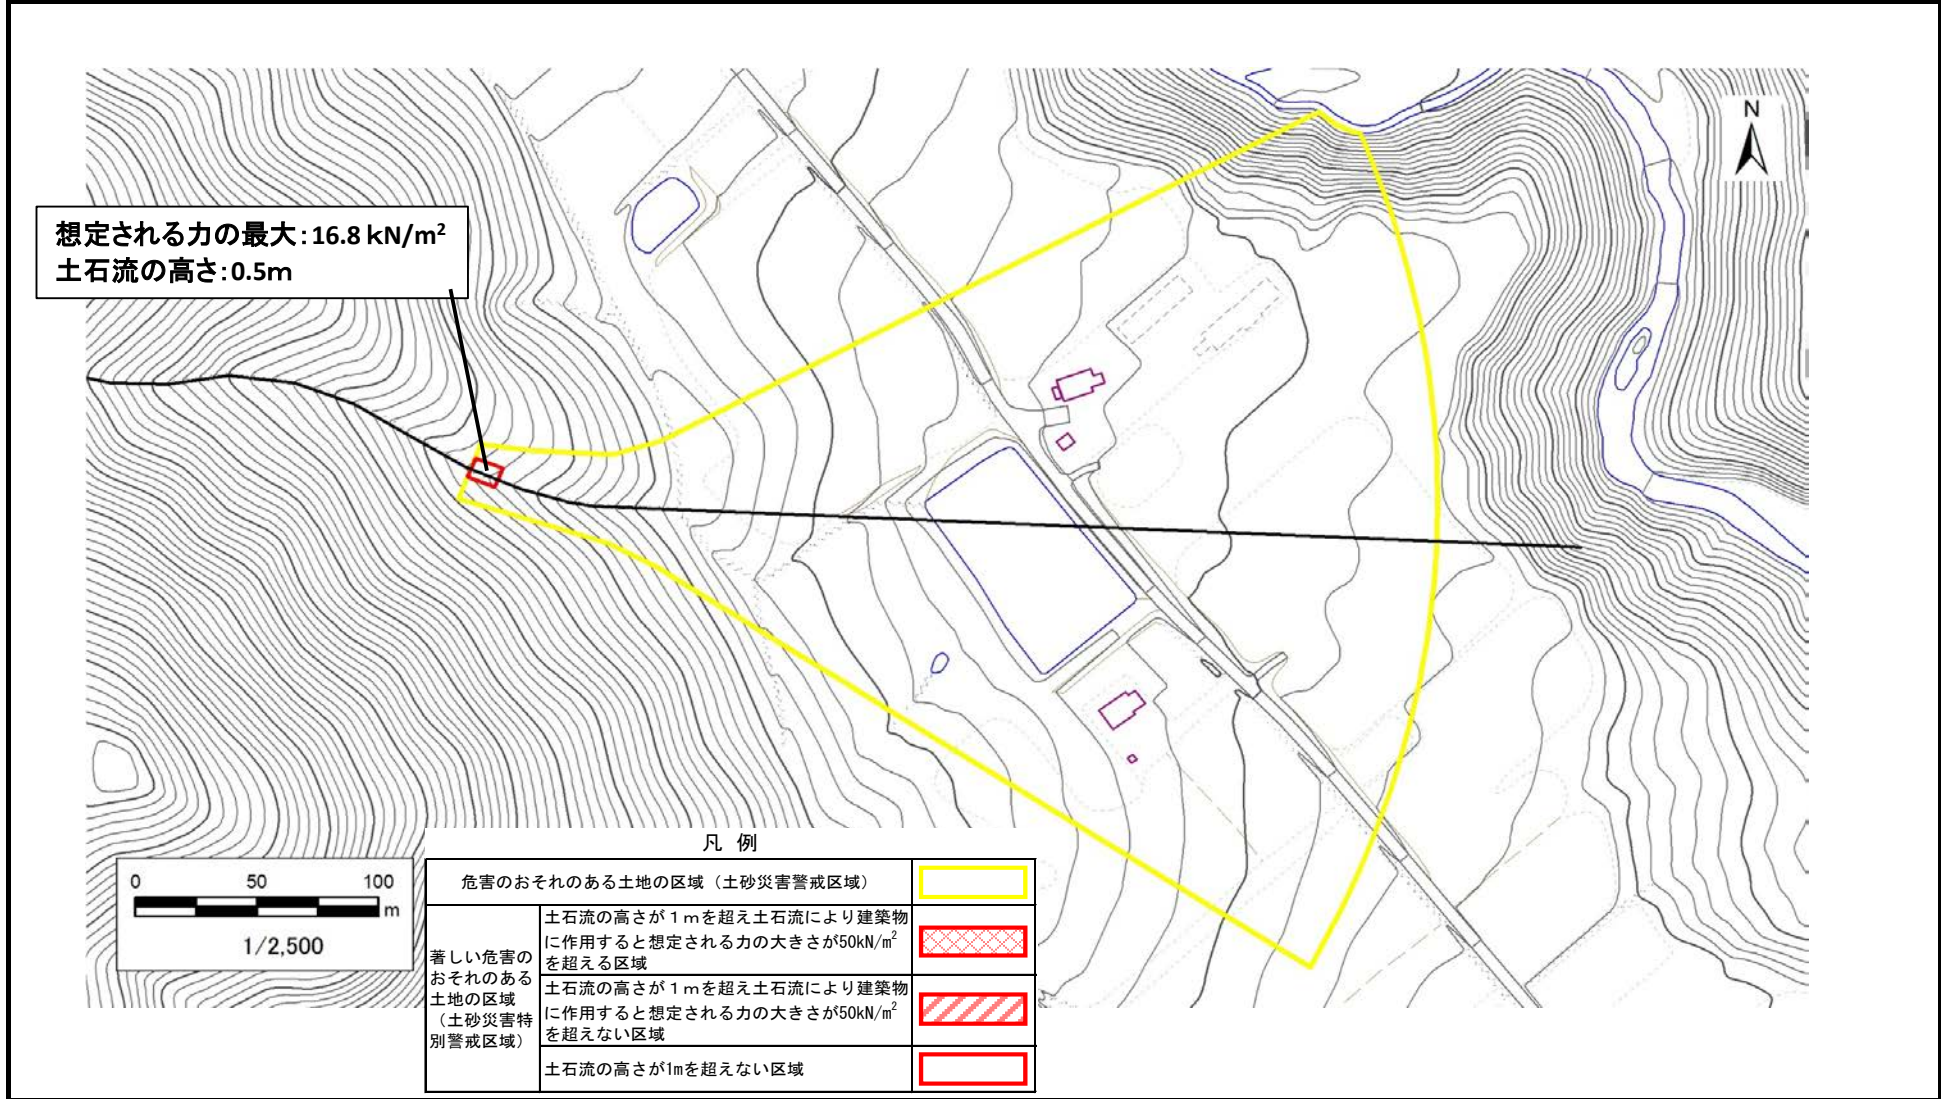 N
想定される力の最大:16.8 kN/m²
土石流の高さ:0.5m
凡 例
危害のおそれのある土地の区域(土砂災害警戒区域)
著しい危害の
おそれのある
土地の区域
(土砂災害特
別警戒区域)
土石流の高さが1mを超え土石流により建築物
に作用すると想定される力の大きさが50kN/m²
を超える区域
土石流の高さが1mを超え土石流により建築物
に作用すると想定される力の大きさが50kN/m²
を超えない区域
土石流の高さが1mを超えない区域
0 50 100
m
1/2,500